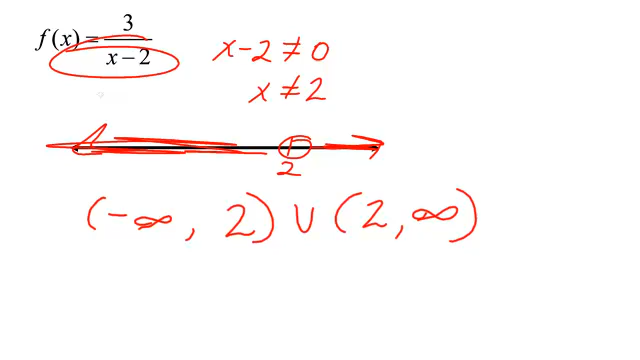 f(x) = 3/(x − 2)
x − 2 ≠ 0
x ≠ 2
2
(−∞, 2) ∪ (2, ∞)